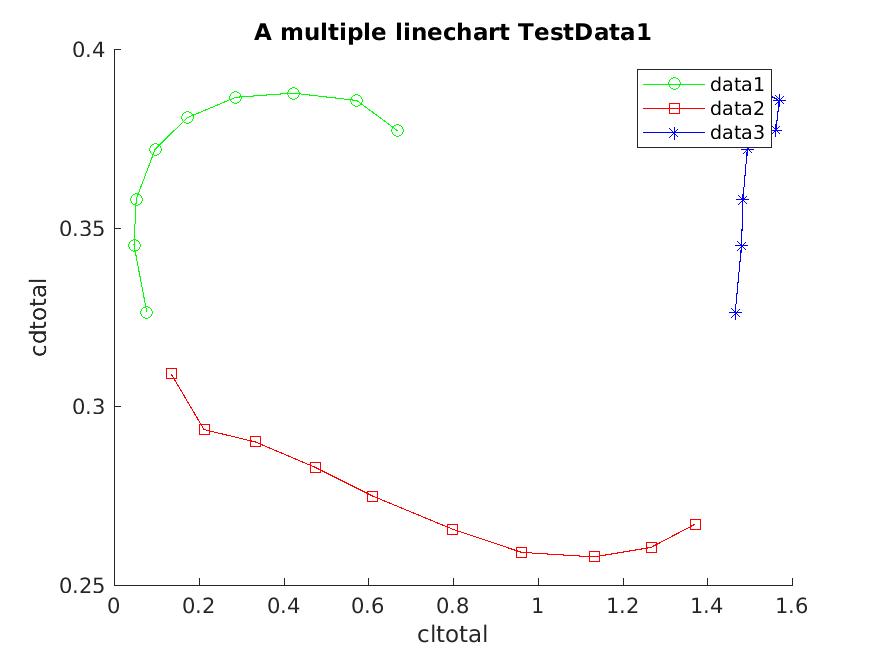 A multiple linechart TestData1
0.4
0.35
0.3
0.25
cdtotal
data1
data2
data3
0 0.2 0.4 0.6 0.8 1 1.2 1.4 1.6
cltotal